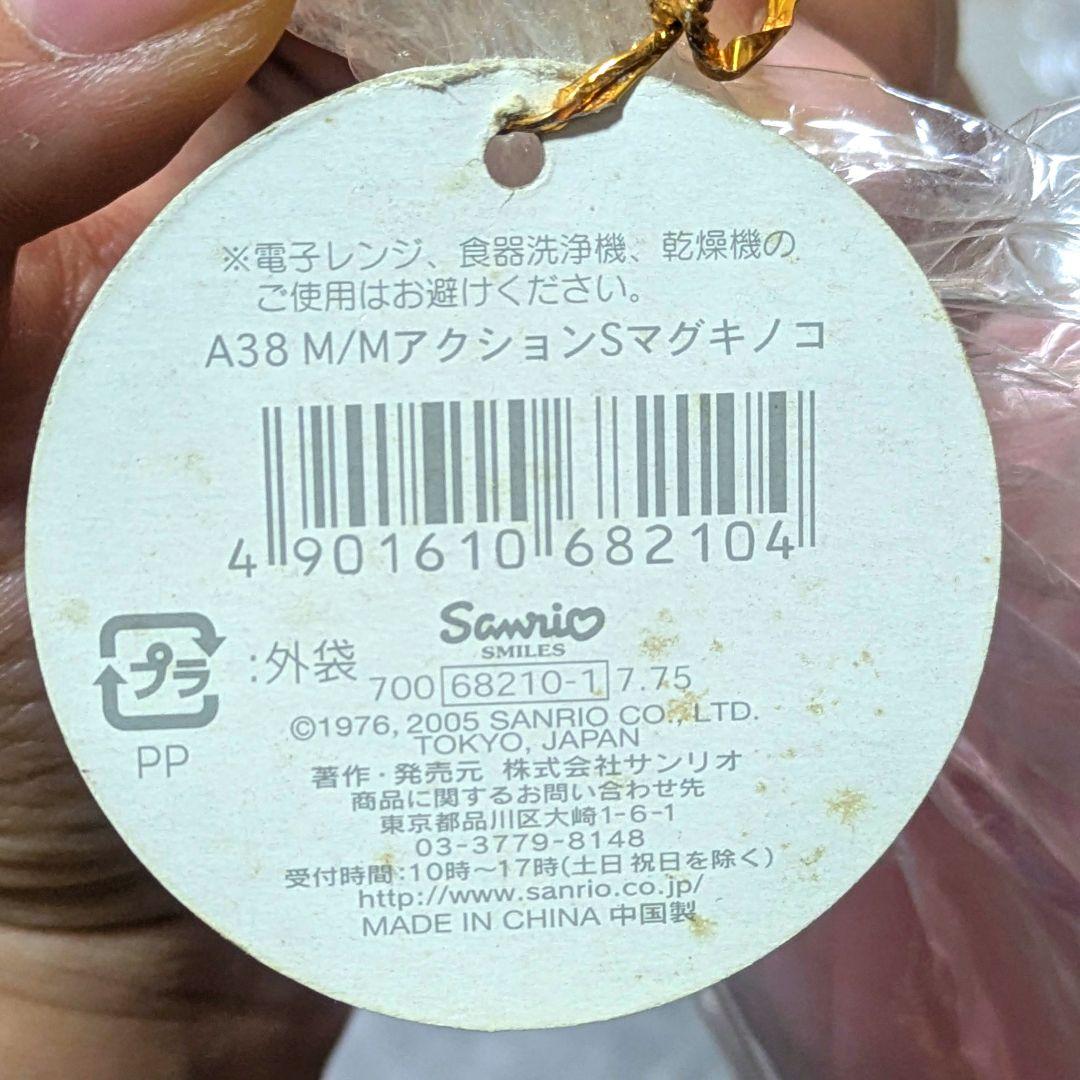 ※電子レンジ、食器洗浄機、乾燥機の
ご使用はお避けください。
A38 M/MアクションSマグキノコ
4 901610 682104
Sanrio
SMILES
プラ
:外袋
PP
700 68210-1 7.75
©1976, 2005 SANRIO CO., LTD.
TOKYO, JAPAN
著作・発売元 株式会社サンリオ
商品に関するお問い合わせ先
東京都品川区大崎1-6-1
03-3779-8148
受付時間:10時〜17時(土日祝日を除く)
http://www.sanrio.co.jp/
MADE IN CHINA 中国製